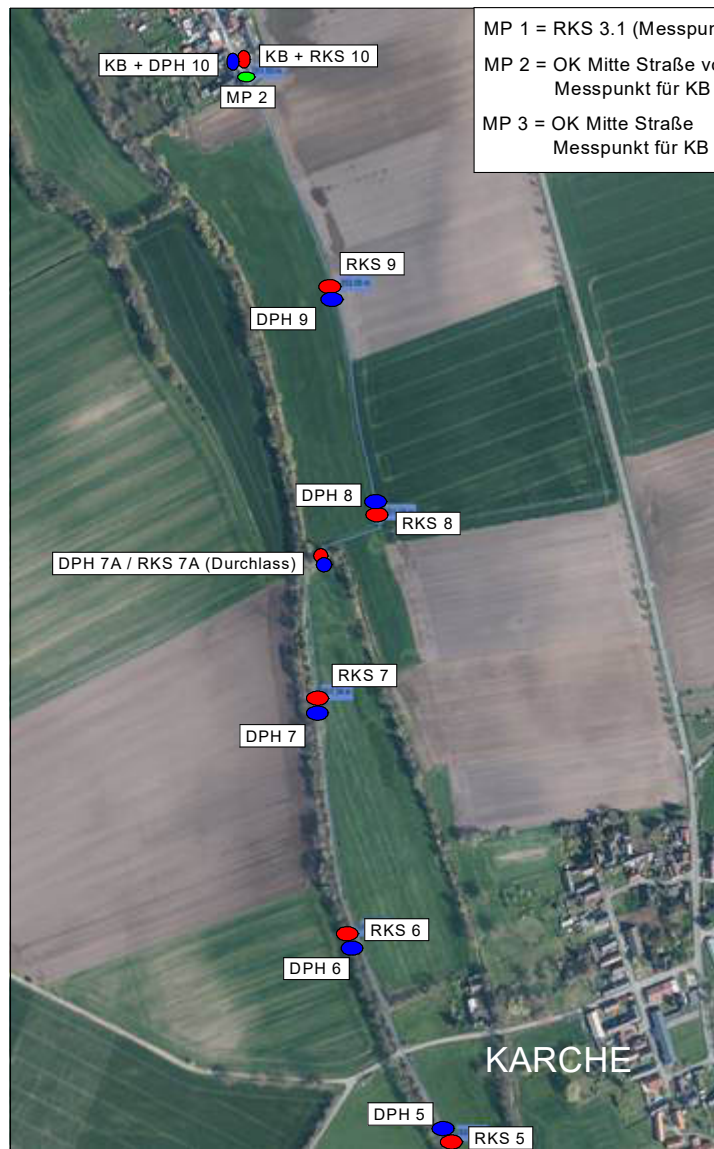 MP 1 = RKS 3.1 (Messpun
MP 2 = OK Mitte Straße vo
Messpunkt für KB
MP 3 = OK Mitte Straße
Messpunkt für KB
KB + DPH 10
KB + RKS 10
MP 2
RKS 9
DPH 9
DPH 8
RKS 8
DPH 7A / RKS 7A (Durchlass)
RKS 7
DPH 7
RKS 6
DPH 6
KARCHE
DPH 5
RKS 5